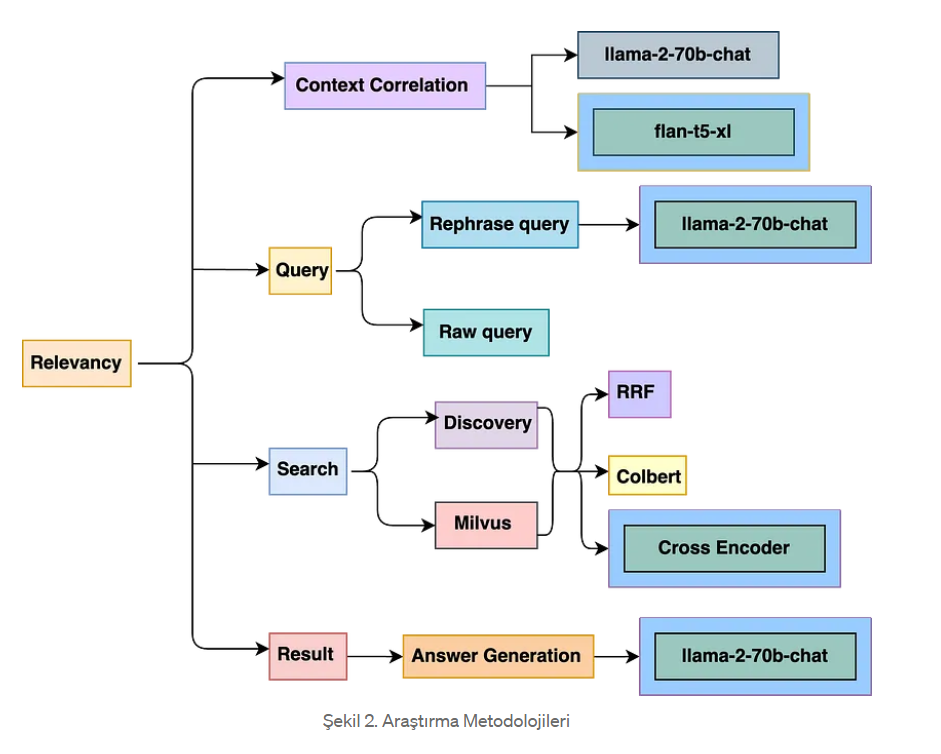 llama-2-70b-chat
Context Correlation
flan-t5-xl
Rephrase query
llama-2-70b-chat
Query
Raw query
Relevancy
RRF
Discovery
Search
Colbert
Milvus
Cross Encoder
Result
Answer Generation
llama-2-70b-chat
Şekil 2. Araştırma Metodolojileri